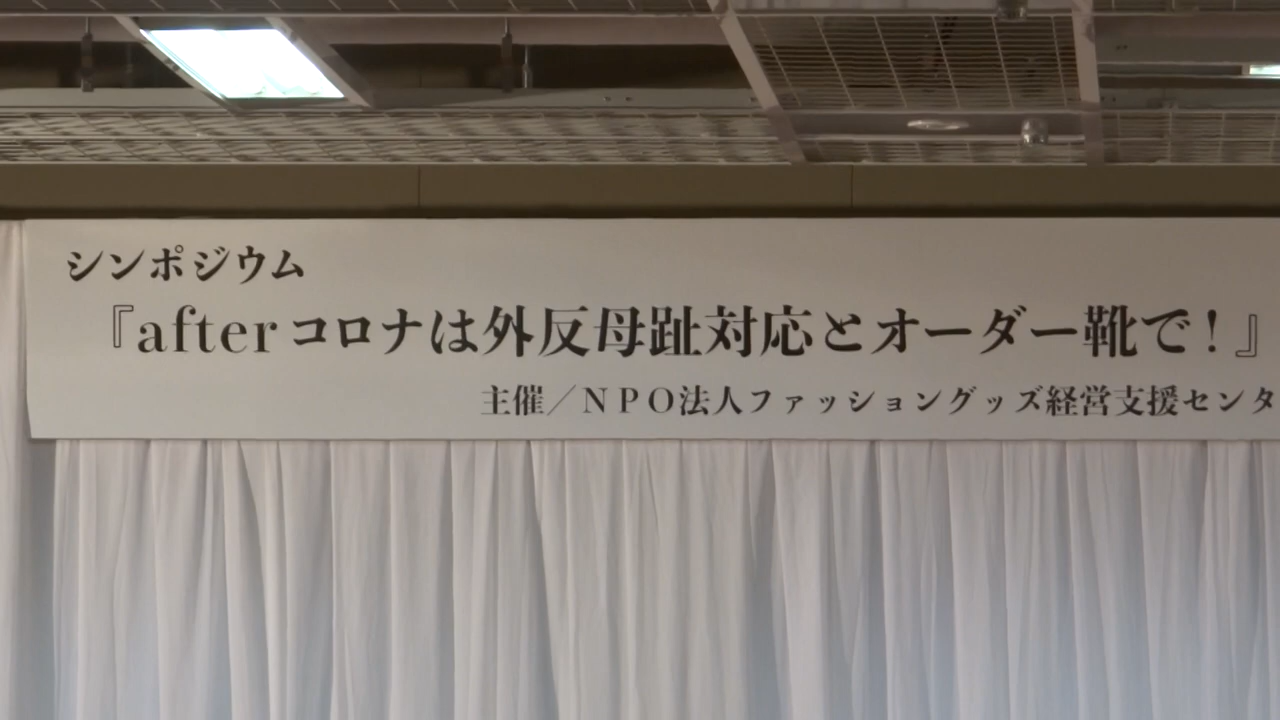 シンポジウム
『afterコロナは外反母趾対応とオーダー靴で！』
主催／ＮＰＯ法人ファッショングッズ経営支援センタ